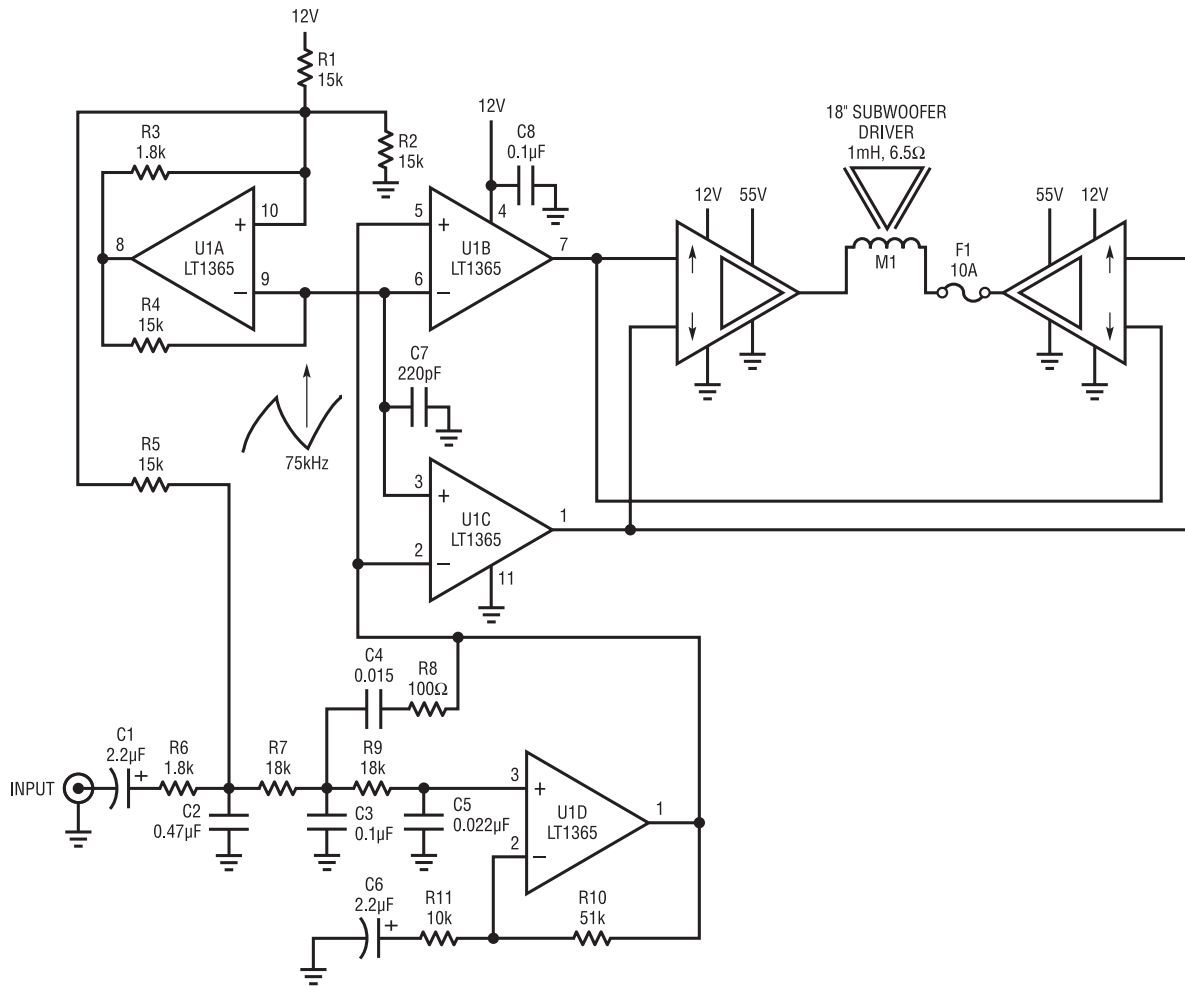 12V
R1
15k
R3
1.8k
R2
15k
12V
C8
0.1µF
18" SUBWOOFER
DRIVER
1mH, 6.5Ω
12V
55V
55V
12V
10
+
8
U1A
LT1365
9
−
R4
15k
5
+
4
U1B
LT1365
7
6
−
M1
F1
10A
C7
220pF
75kHz
R5
15k
3
+
U1C
LT1365
1
2
−
11
C4
0.015
R8
100Ω
INPUT
C1
2.2µF
+
R6
1.8k
R7
18k
R9
18k
C2
0.47µF
C3
0.1µF
C5
0.022µF
3
+
U1D
LT1365
1
2
−
C6
2.2µF
+
R11
10k
R10
51k